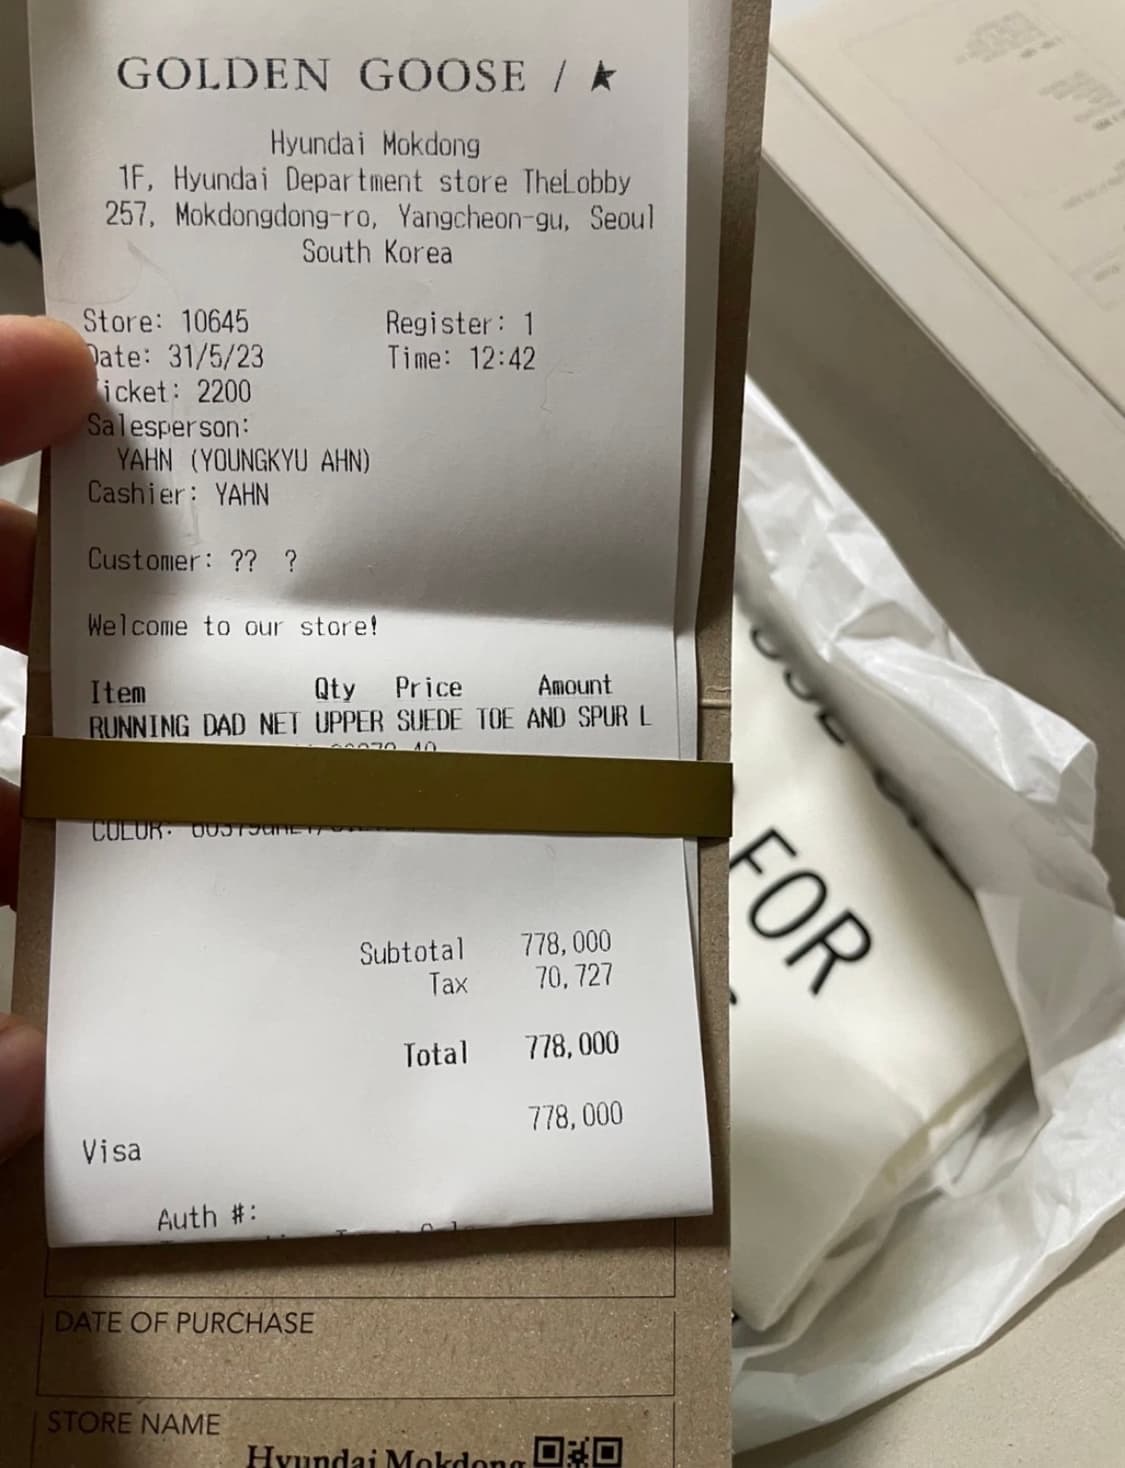 GOLDEN GOOSE / ★
Hyundai Mokdong
1F, Hyundai Department store TheLobby
257, Mokdongdong-ro, Yangcheon-gu, Seoul
South Korea
Store: 10645 Register: 1
Date: 31/5/23 Time: 12:42
icket: 2200
Salesperson:
YAHN (YOUNGKYU AHN)
Cashier: YAHN
Customer: ?? ?
Welcome to our store!
Item Qty Price Amount
RUNNING DAD NET UPPER SUEDE TOE AND SPUR L
COLOR:
Subtotal 778,000
Tax 70,727
Total 778,000
778,000
Visa
Auth #:
DATE OF PURCHASE
STORE NAME
Hyundai Mokdong
FOR